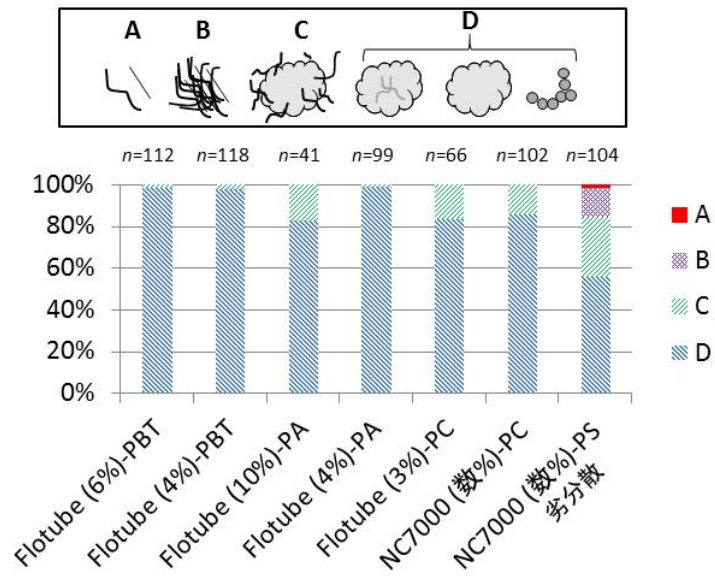 A B C D
n=112 n=118 n=41 n=99 n=66 n=102 n=104
100%
80%
60%
40%
20%
0%
A
B
C
D
Flotube (6%)-PBT
Flotube (4%)-PBT
Flotube (10%)-PA
Flotube (4%)-PA
Flotube (3%)-PC
NC7000 (数%)-PC
NC7000 (数%)-PS
劣分散